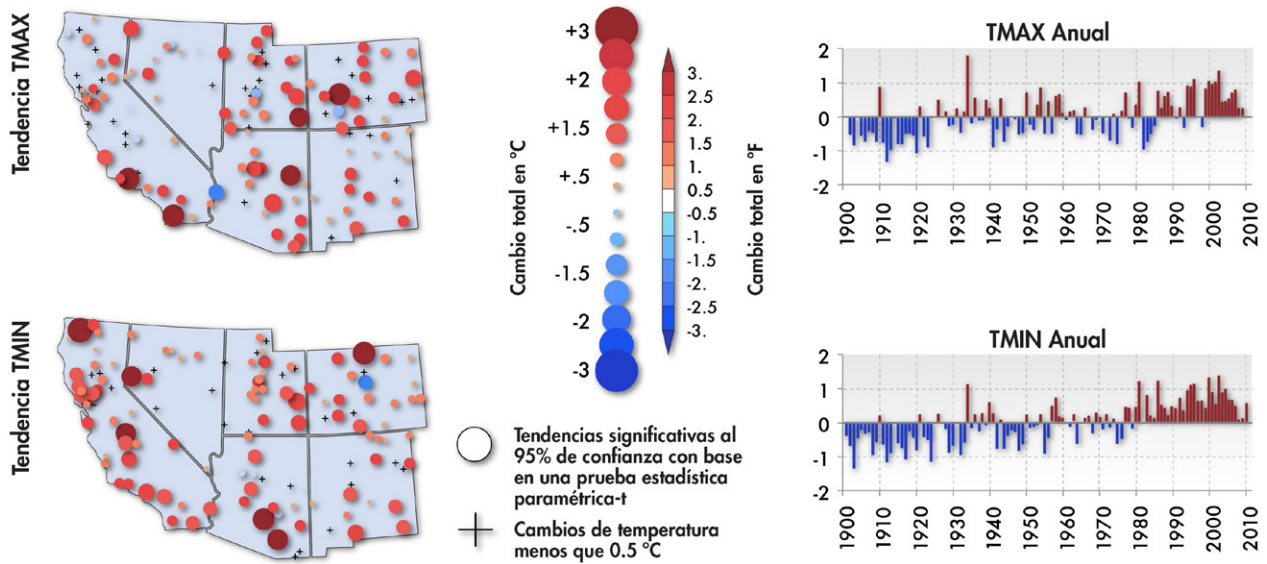 Tendencia TMAX
Tendencia TMIN
Cambio total en °C
+3
+2
+1.5
+.5
-.5
-1.5
-2
-3
3.
2.5
2.
1.5
1.
0.5
-0.5
-1.
-1.5
-2.
-2.5
-3.
Cambio total en °F
Tendencias significativas al
95% de confianza con base
en una prueba estadística
paramétrica-t
Cambios de temperatura
menos que 0.5 °C
TMAX Anual
2
1
0
-1
-2
1900 1910 1920 1930 1940 1950 1960 1970 1980 1990 2000 2010
TMIN Anual
2
1
0
-1
-2
1900 1910 1920 1930 1940 1950 1960 1970 1980 1990 2000 2010